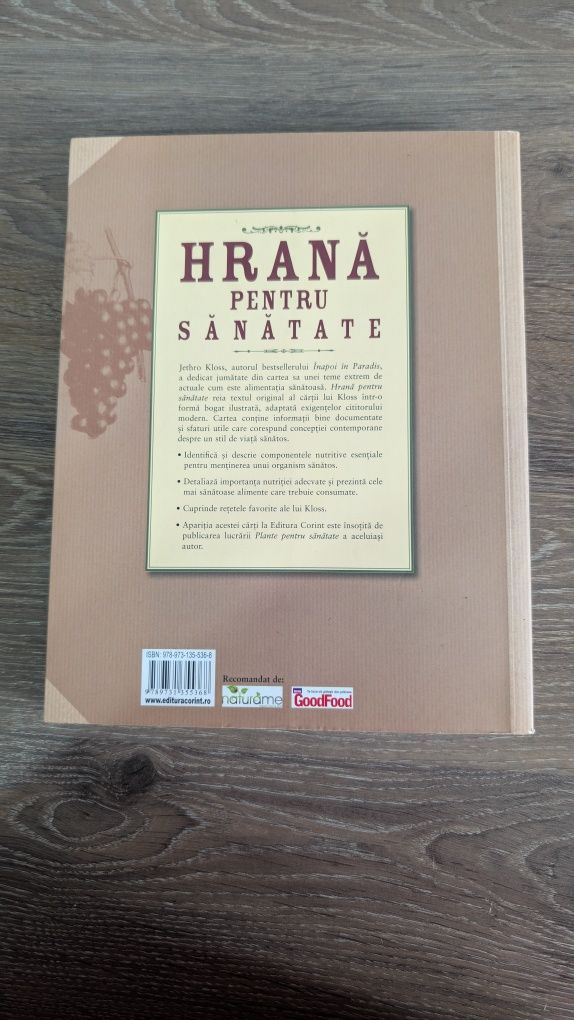 HRANĂ
PENTRU
SĂNĂTATE
Jethro Kloss, autorul bestsellerului Înapoi în Paradis,
a dedicat jumătate din cartea sa unei teme extrem de
actuale cum este alimentația sănătoasă. Hrană pentru
sănătate reia textul original al cărții lui Kloss într-o
formă bogat ilustrată, adaptată exigențelor cititorului
modern. Cartea conține informații bine documentate
și sfaturi utile care corespund concepției contemporane
despre un stil de viață sănătos.
• Identifică și descrie componentele nutritive esențiale
pentru menținerea unui organism sănătos.
• Detaliază importanța nutriției adecvate și prezintă cele
mai sănătoase alimente care trebuie consumate.
• Cuprinde rețetele favorite ale lui Kloss.
• Apariția acestei cărți la Editura Corint este însoțită de
publicarea lucrării Plante pentru sănătate a aceluiași
autor.
ISBN: 978-973-135-536-8
9789731355368
www.edituracorint.ro
Recomandat de:
naturame
GoodFood